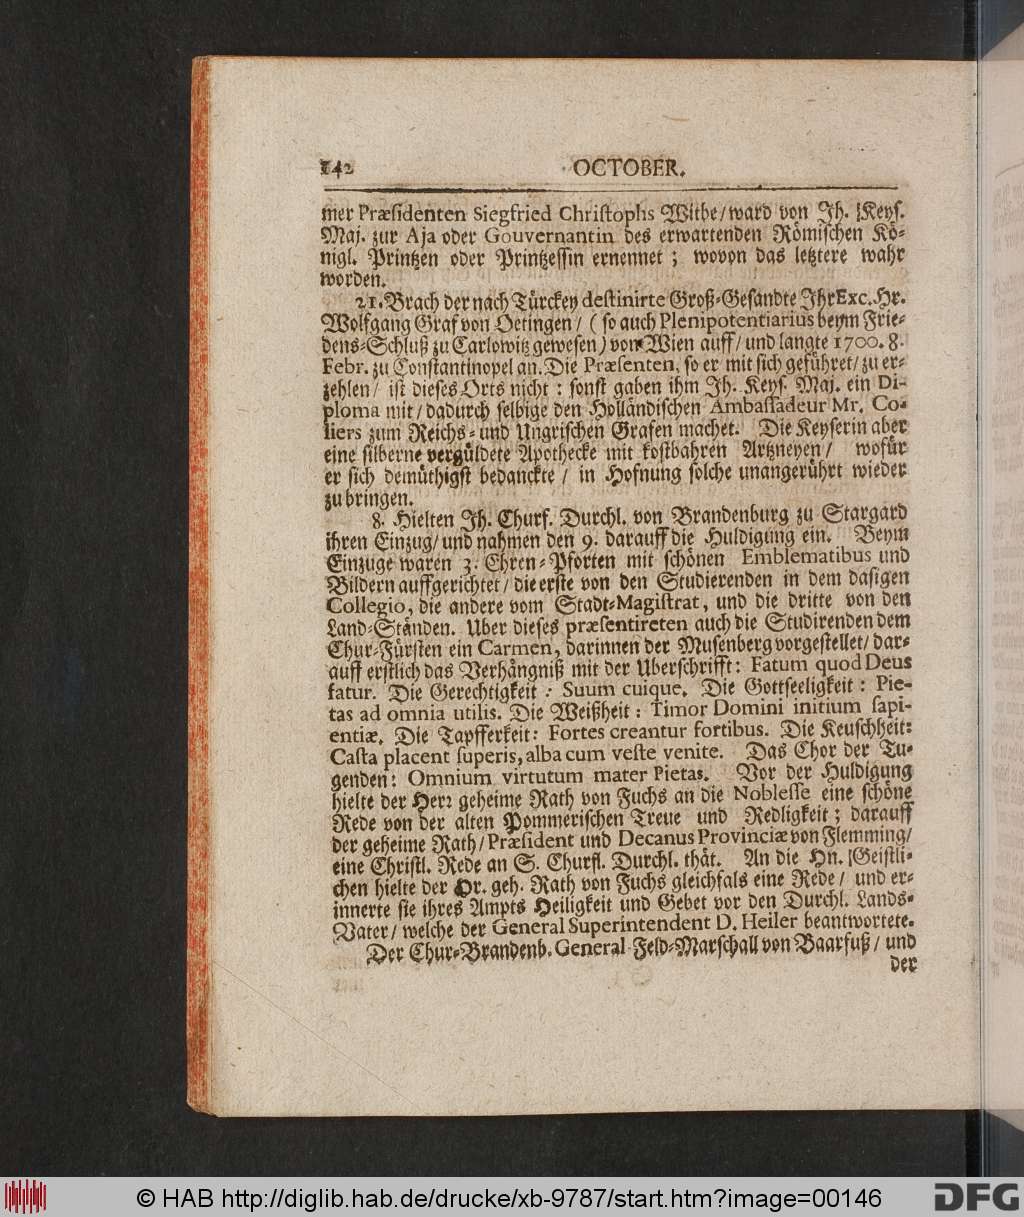 142 OCTOBER.
mer Præsidenten Siegfried Christophs Withe/ward von Ih. Keys.
Maj. zur Aja oder Gouvernantin des erwartenden Römischen Kö-
nigl. Printzen oder Printzessin ernennet ; wovon das letztere wahr
worden.
21. Brach der nach Türckey destinirte Groß-Gesandte Ihr Exc. Hr.
Wolfgang Graf von Oetingen/ (so auch Plenipotentiarius beym Frie-
dens-Schluß zu Carlowitz gewesen) von Wien auff/ und langte 1700. 8.
Febr. zu Constantinopel an. Die Præsenten, so er mit sich geführet/ zu er-
zehlen/ ist dieses Orts nicht : sonst gaben ihm Ih. Keys. Maj. ein Di-
ploma mit/ dadurch selbige den Holländischen Ambassadeur Mr. Co-
liers zum Reichs- und Ungrischen Grafen machet. Die Keyserin aber
eine silberne vergüldete Apothecke mit kostbahren Artzneyen/ wofür
er sich demüthigst bedanckte / in Hofnung solche unangerührt wieder
zu bringen.
8. Hielten Ih. Churf. Durchl. von Brandenburg zu Stargard
ihren Einzug/ und nahmen den 9. darauff die Huldigung ein. Beym
Einzuge waren 3. Ehren-Pforten mit schönen Emblematibus und
Bildern auffgerichtet/ die erste von den Studierenden in dem dasigen
Collegio, die andere vom Stadt-Magistrat, und die dritte von den
Land-Ständen. Uber dieses præsentireten auch die Studirenden dem
Chur-Fürsten ein Carmen, darinnen der Musenberg vorgestellet/ dar-
auff erstlich das Verhängniß mit der Uberschrifft: Fatum quod Deus
fatur. Die Gerechtigkeit : Suum cuique. Die Gottseeligkeit : Pie-
tas ad omnia utilis. Die Weißheit : Timor Domini initium sapi-
entiæ. Die Tapfferkeit: Fortes creantur fortibus. Die Keuschheit:
Casta placent superis, alba cum veste venite. Das Chor der Tu-
genden: Omnium virtutum mater Pietas. Vor der Huldigung
hielte der Herr geheime Rath von Fuchs an die Noblesse eine schöne
Rede von der alten Pommerischen Treue und Redligkeit ; darauff
der geheime Rath/ Præsident und Decanus Provinciæ von Flemming/
eine Christl. Rede an S. Churfl. Durchl. thät. An die Hn. Geistli-
chen hielte der Hr. geh. Rath von Fuchs gleichfals eine Rede/ und er-
innerte sie ihres Ampts Heiligkeit und Gebet vor den Durchl. Lands-
Vater/ welche der General Superintendent D. Heiler beantwortete.
Der Chur-Brandenb. General Feld-Marschall von Baarfuß/ und
der
© HAB http://diglib.hab.de/drucke/xb-9787/start.htm?image=00146
DFG